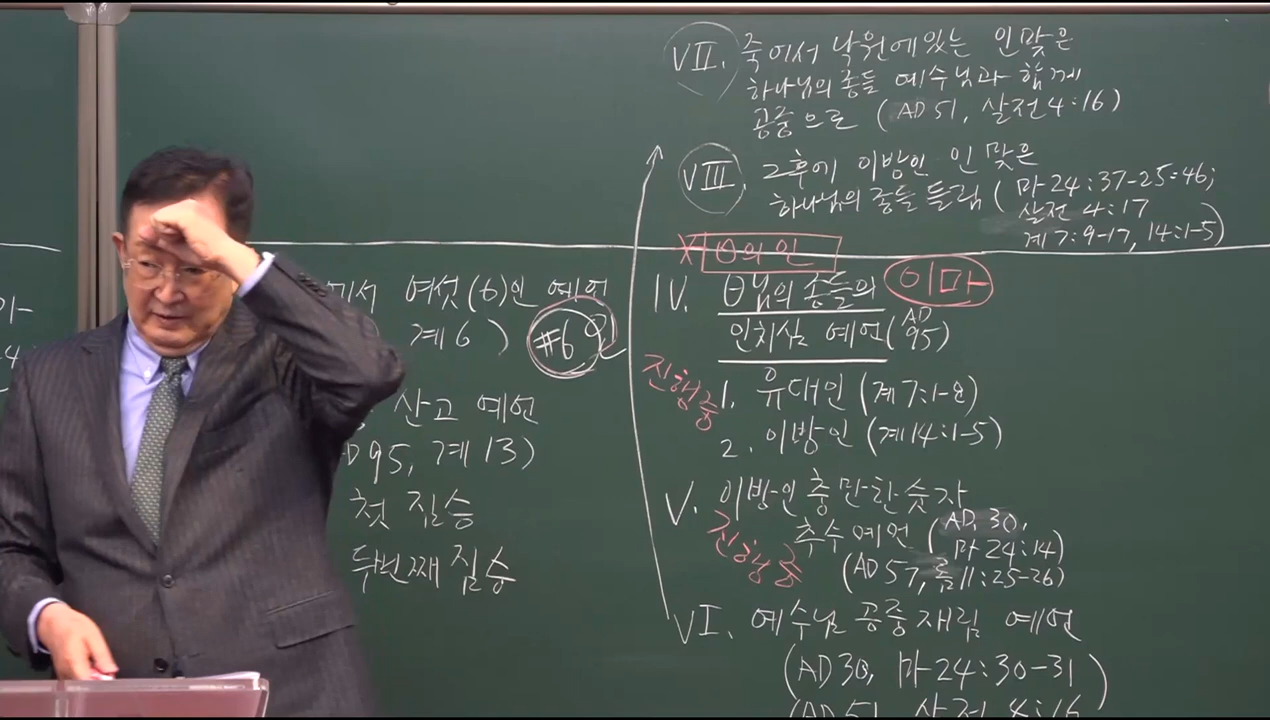 VII. 죽어서 낙원에있는 인맞은
하나님의 종들 예수님과 함께
공중으로 (AD 51, 살전 4:16)
VIII. 그후에 이방인 인 맞은
하나님의 종들 들림 (마 24:37-25:46;
살전 4:17
계 7:9-17, 14:1-5)
여섯(6)인 예언
계 6)
#6
산고 예언
95, 계 13)
첫 짐승
두번째 짐승
θ의 인
IV. θ님의 종들의 이마
인치심 예언 (AD 95)
진행중
1. 유대인 (계 7:1-8)
2. 이방인 (계 14:1-5)
V. 이방인 충만한 숫자
진행중
추수 예언 (AD 30,
마 24:14)
(AD 57, 롬 11:25-26)
VI. 예수님 공중재림 예언
(AD 30, 마 24:30-31)
(AD 51, 살전 4:16